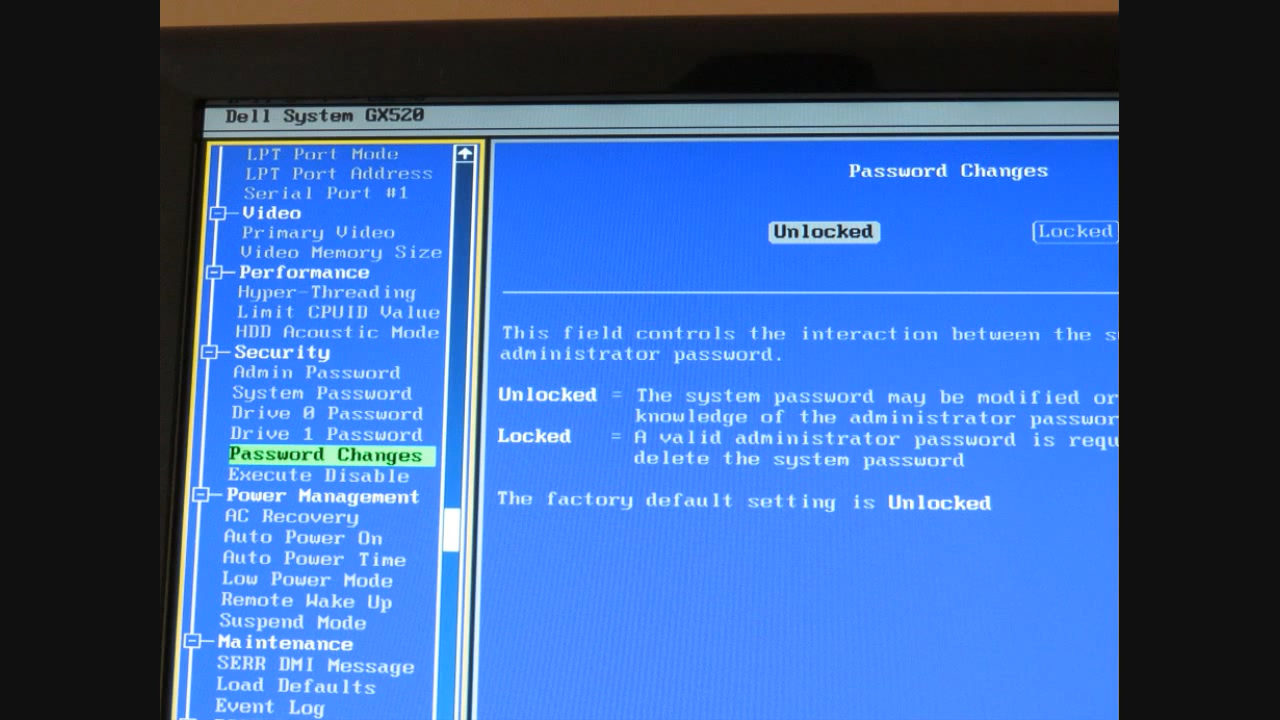 Dell System GX520
LPT Port Mode
LPT Port Address
Serial Port #1
Video
Primary Video
Video Memory Size
Performance
Hyper-Threading
Limit CPUID Value
HDD Acoustic Mode
Security
Admin Password
System Password
Drive 0 Password
Drive 1 Password
Password Changes
Execute Disable
Power Management
AC Recovery
Auto Power On
Auto Power Time
Low Power Mode
Remote Wake Up
Suspend Mode
Maintenance
SERR DMI Message
Load Defaults
Event Log
Password Changes
Unlocked Locked
This field controls the interaction between the s
administrator password.
Unlocked = The system password may be modified or
knowledge of the administrator passwor
Locked = A valid administrator password is requ
delete the system password
The factory default setting is Unlocked